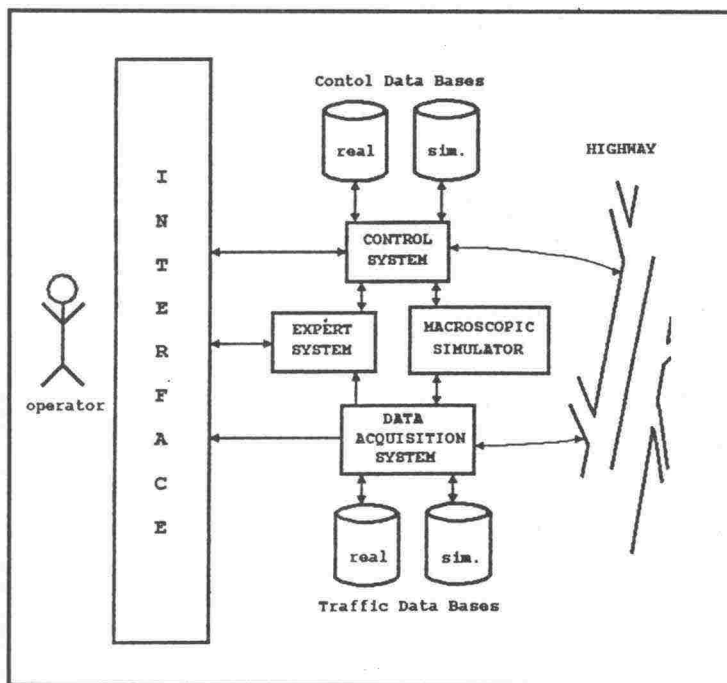 Contol Data Bases
real
sim.
HIGHWAY
I
N
T
E
R
F
A
C
E
CONTROL
SYSTEM
EXPERT
SYSTEM
MACROSCOPIC
SIMULATOR
operator
DATA
ACQUISITION
SYSTEM
real
sim.
Traffic Data Bases